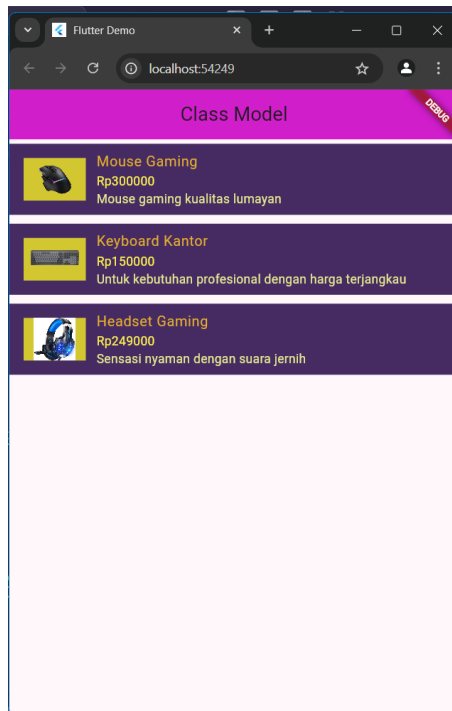 Flutter Demo
localhost:54249
Class Model
DEBUG
Mouse Gaming
Rp300000
Mouse gaming kualitas lumayan
Keyboard Kantor
Rp150000
Untuk kebutuhan profesional dengan harga terjangkau
Headset Gaming
Rp249000
Sensasi nyaman dengan suara jernih